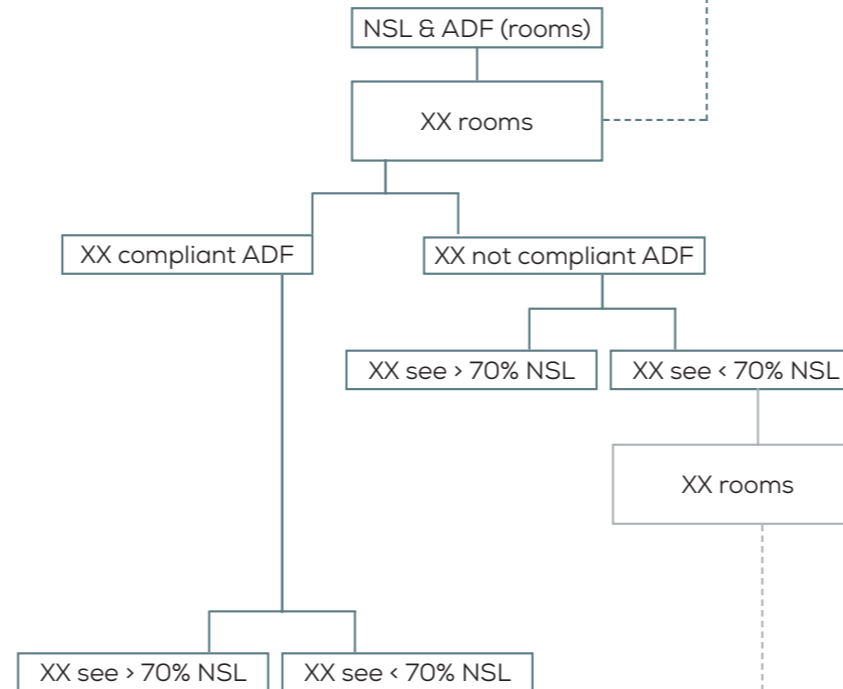 NSL & ADF (rooms)
XX rooms
XX compliant ADF
XX not compliant ADF
XX see > 70% NSL
XX see < 70% NSL
XX rooms
XX see > 70% NSL
XX see < 70% NSL